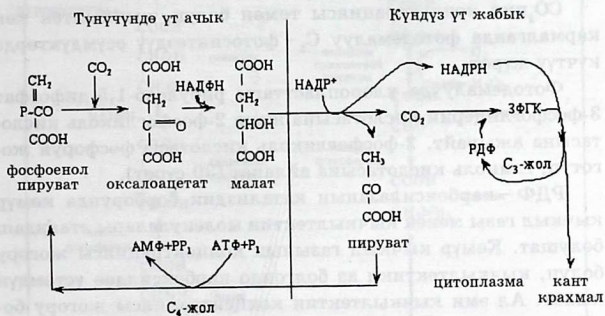 Түнүчүндө үт ачык
Күндүз үт жабык
CH₂
P-CO
COOH
фосфоенол
пируват
CO₂
COOH
CH₂
C=O
COOH
оксалоацетат
НАДФН
COOH
CH₂
CHOH
COOH
малат
НАДР⁺
НАДРН
CO₂
ЗФГК
РДФ
C₃-жол
CH₃
CO
COOH
пируват
АМФ+PP₁
АТФ+P₁
C₄-жол
цитоплазма
кант
крахмал